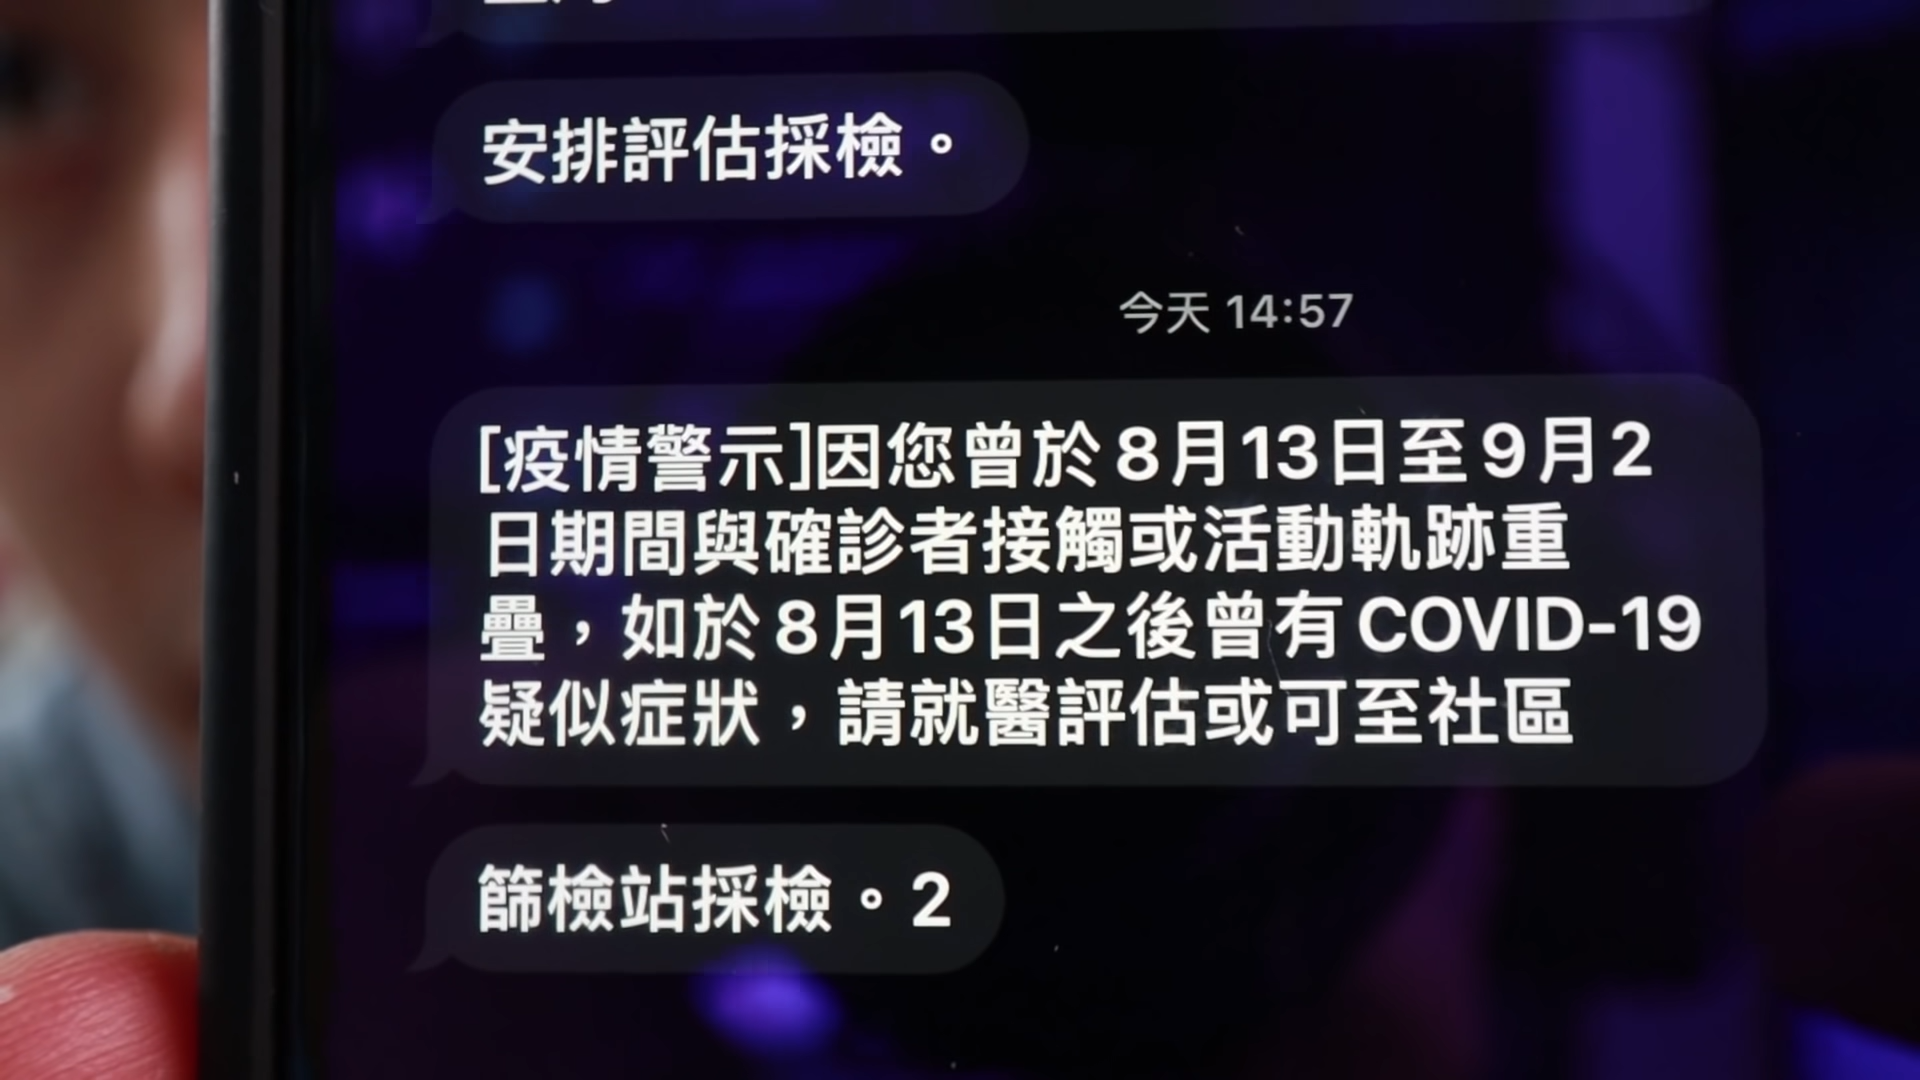 安排評估採檢。
今天 14:57
[疫情警示]因您曾於8月13日至9月2
日期間與確診者接觸或活動軌跡重
疊，如於8月13日之後曾有COVID-19
疑似症狀，請就醫評估或可至社區
篩檢站採檢。2